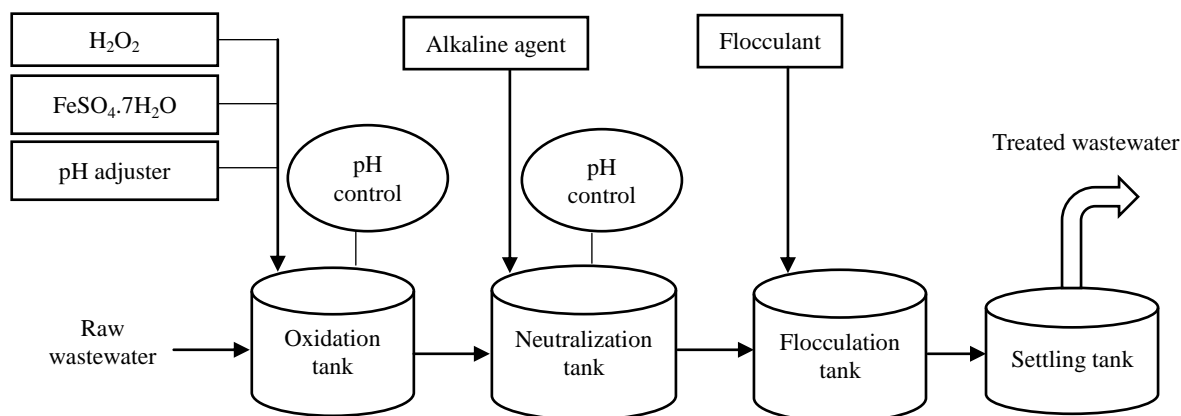 H₂O₂
FeSO₄.7H₂O
pH adjuster
Alkaline agent
Flocculant
pH
control
pH
control
Treated wastewater
Raw
wastewater
Oxidation
tank
Neutralization
tank
Flocculation
tank
Settling tank